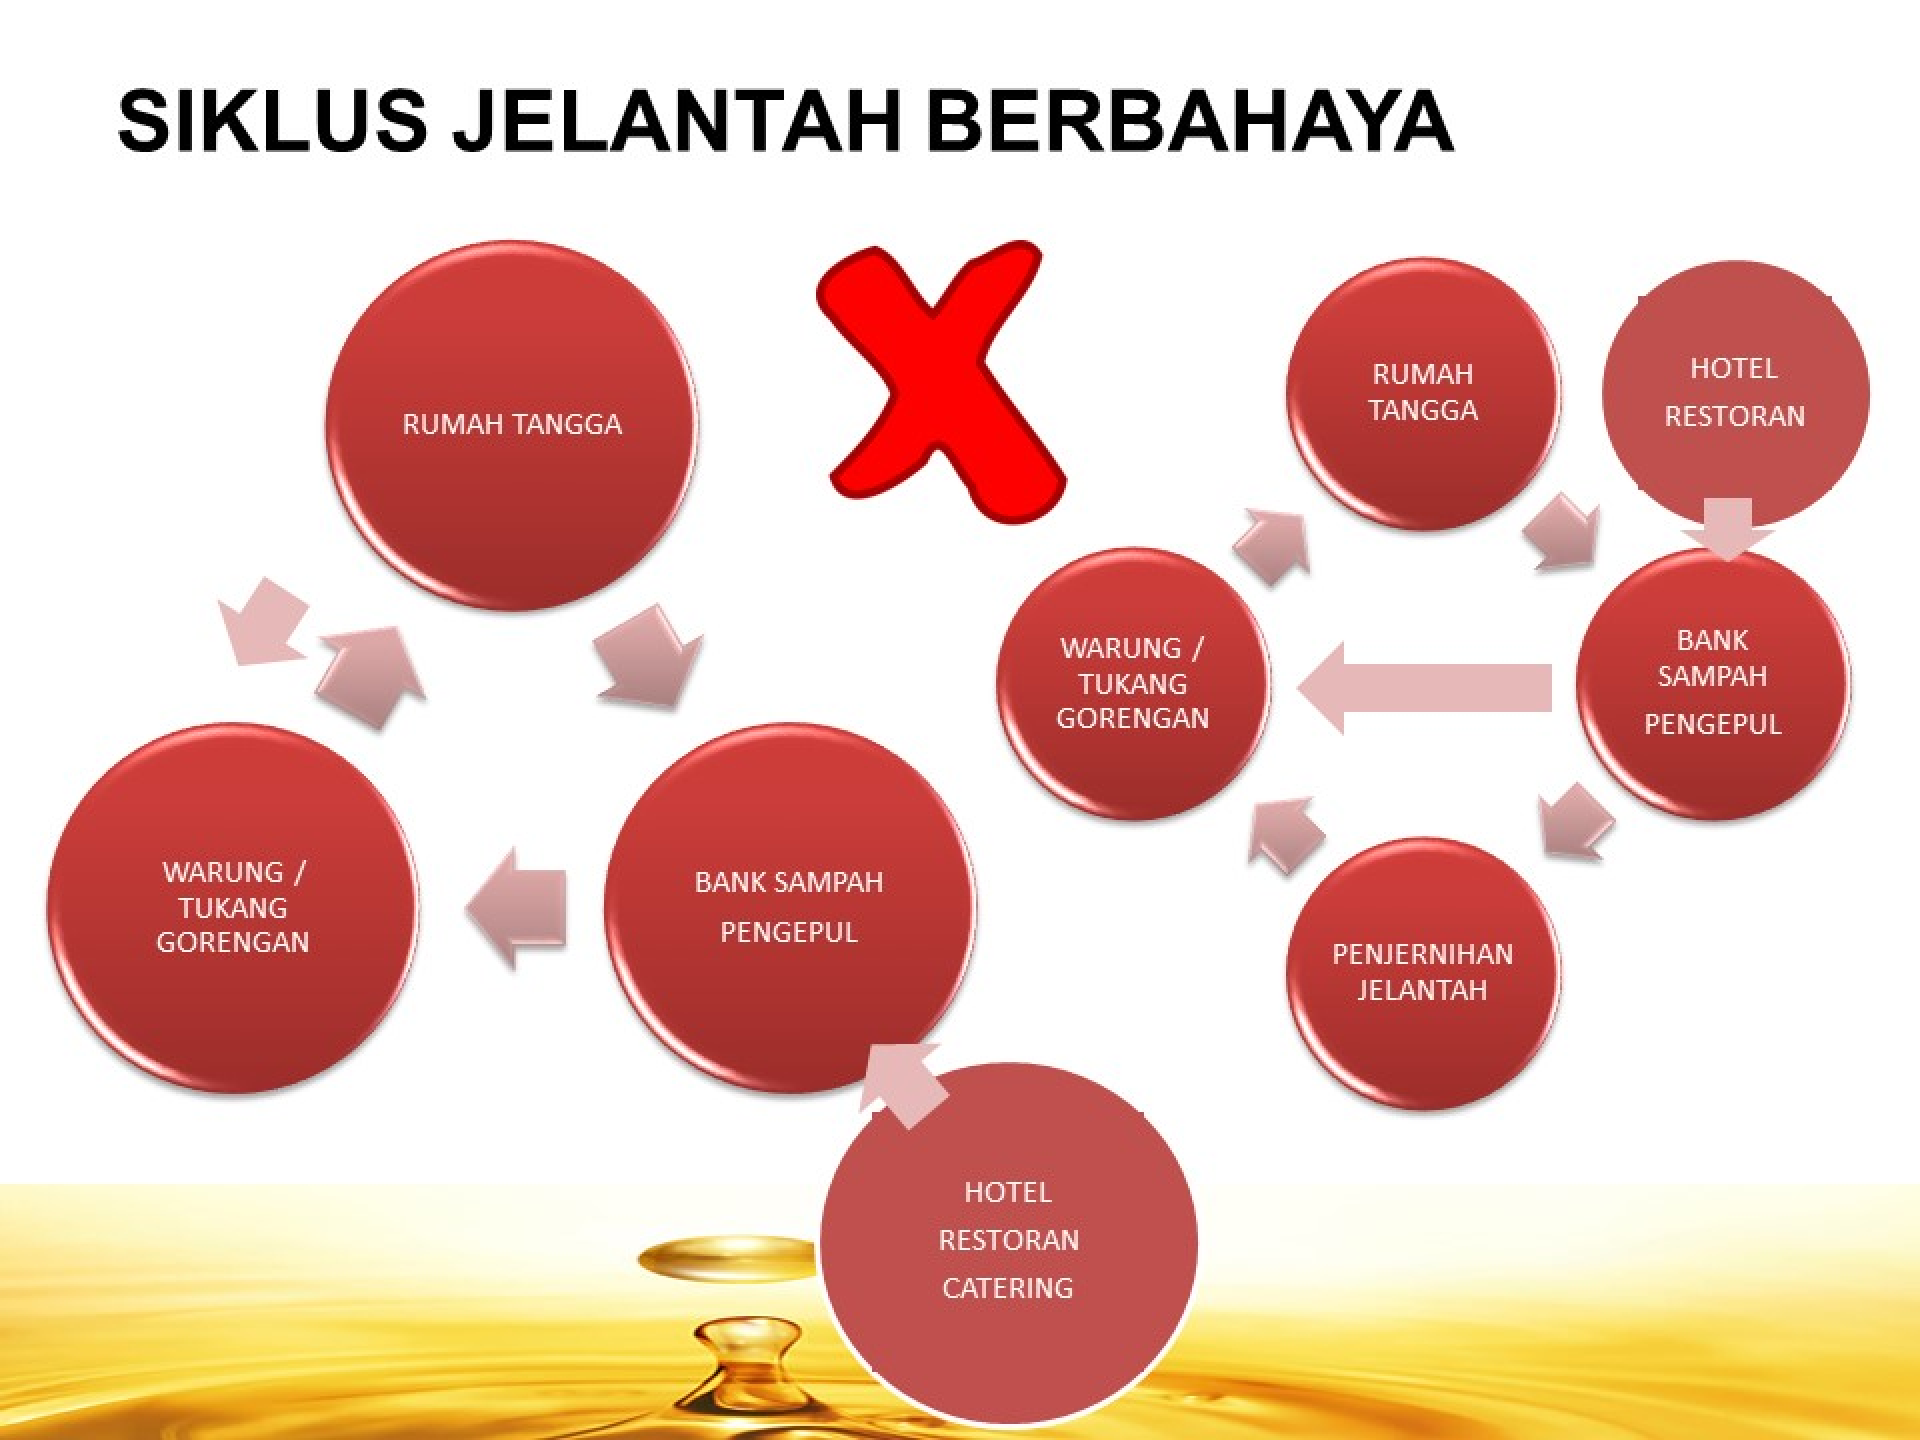 SIKLUS JELANTAH BERBAHAYA
RUMAH TANGGA
BANK SAMPAH
PENGEPUL
WARUNG /
TUKANG
GORENGAN
HOTEL
RESTORAN
CATERING
RUMAH
TANGGA
HOTEL
RESTORAN
BANK
SAMPAH
PENGEPUL
PENJERNIHAN
JELANTAH
WARUNG /
TUKANG
GORENGAN